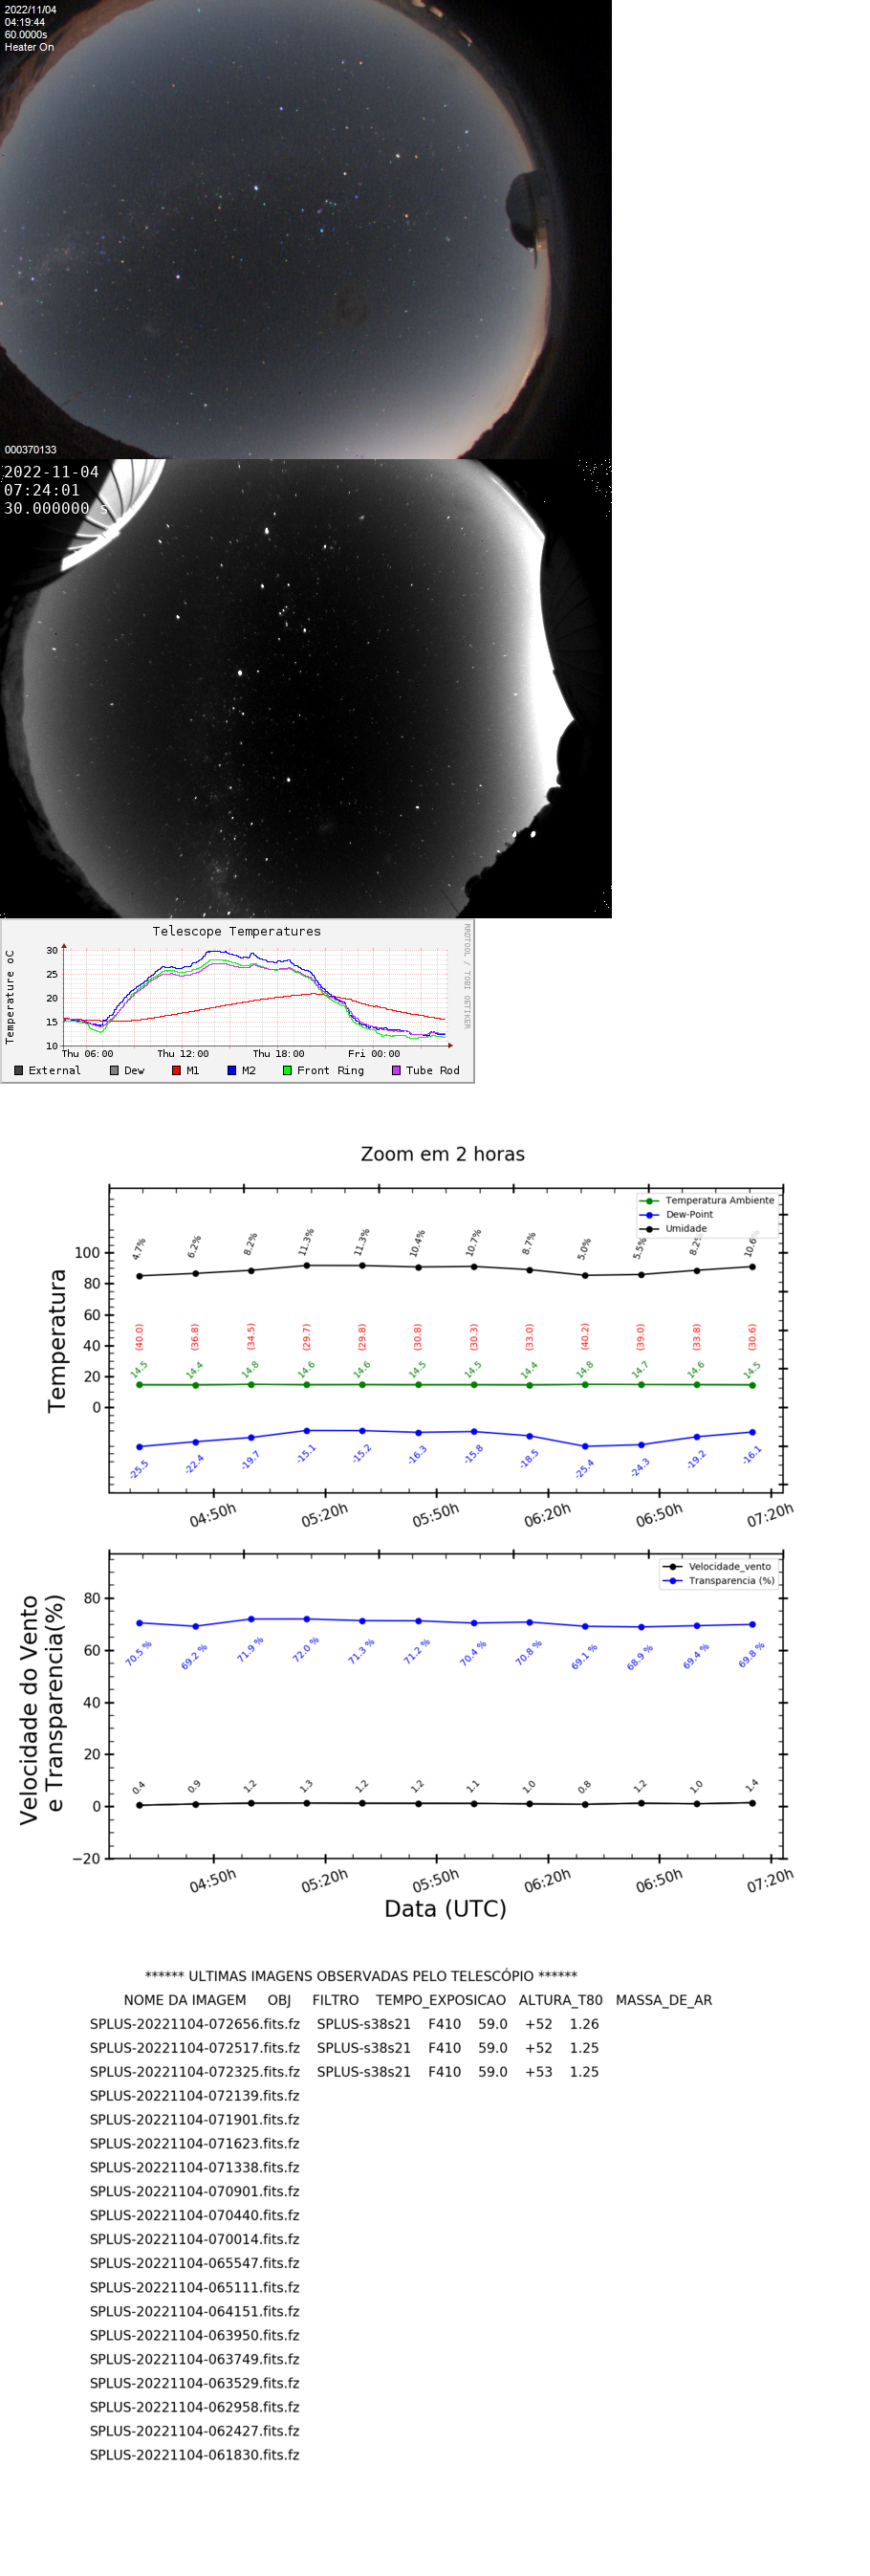 2022/11/04
04:19:44
60.0000s
Heater On
000370133
2022-11-04
07:24:01
30.000000 s
Telescope Temperatures
RRDTOOL / TOBI OETIKER
Temperature oC
30
25
20
15
10
Thu 06:00 Thu 12:00 Thu 18:00 Fri 00:00
External Dew M1 M2 Front Ring Tube Rod
Zoom em 2 horas
Temperatura Ambiente
Dew-Point
Umidade
Temperatura
100
80
60
40
20
0
4.7% 6.2% 8.2% 11.3% 11.3% 10.4% 10.7% 8.7% 5.0% 5.5% 8.2% 10.6%
(40.0) (36.8) (34.5) (29.7) (29.8) (30.8) (30.3) (33.0) (40.2) (39.0) (33.8) (30.6)
14.5 14.4 14.8 14.6 14.6 14.5 14.5 14.4 14.8 14.7 14.6 14.5
-25.5 -22.4 -19.7 -15.1 -15.2 -16.3 -15.8 -18.5 -25.4 -24.3 -19.2 -16.1
04:50h 05:20h 05:50h 06:20h 06:50h 07:20h
Velocidade_vento
Transparencia (%)
Velocidade do Vento
e Transparencia(%)
80
60
40
20
0
−20
70.5 % 69.2 % 71.9 % 72.0 % 71.3 % 71.2 % 70.4 % 70.8 % 69.1 % 68.9 % 69.4 % 69.8 %
0.4 0.9 1.2 1.3 1.2 1.2 1.1 1.0 0.8 1.2 1.0 1.4
04:50h 05:20h 05:50h 06:20h 06:50h 07:20h
Data (UTC)
****** ULTIMAS IMAGENS OBSERVADAS PELO TELESCÓPIO ******
NOME DA IMAGEM OBJ FILTRO TEMPO_EXPOSICAO ALTURA_T80 MASSA_DE_AR
SPLUS-20221104-072656.fits.fz SPLUS-s38s21 F410 59.0 +52 1.26
SPLUS-20221104-072517.fits.fz SPLUS-s38s21 F410 59.0 +52 1.25
SPLUS-20221104-072325.fits.fz SPLUS-s38s21 F410 59.0 +53 1.25
SPLUS-20221104-072139.fits.fz
SPLUS-20221104-071901.fits.fz
SPLUS-20221104-071623.fits.fz
SPLUS-20221104-071338.fits.fz
SPLUS-20221104-070901.fits.fz
SPLUS-20221104-070440.fits.fz
SPLUS-20221104-070014.fits.fz
SPLUS-20221104-065547.fits.fz
SPLUS-20221104-065111.fits.fz
SPLUS-20221104-064151.fits.fz
SPLUS-20221104-063950.fits.fz
SPLUS-20221104-063749.fits.fz
SPLUS-20221104-063529.fits.fz
SPLUS-20221104-062958.fits.fz
SPLUS-20221104-062427.fits.fz
SPLUS-20221104-061830.fits.fz